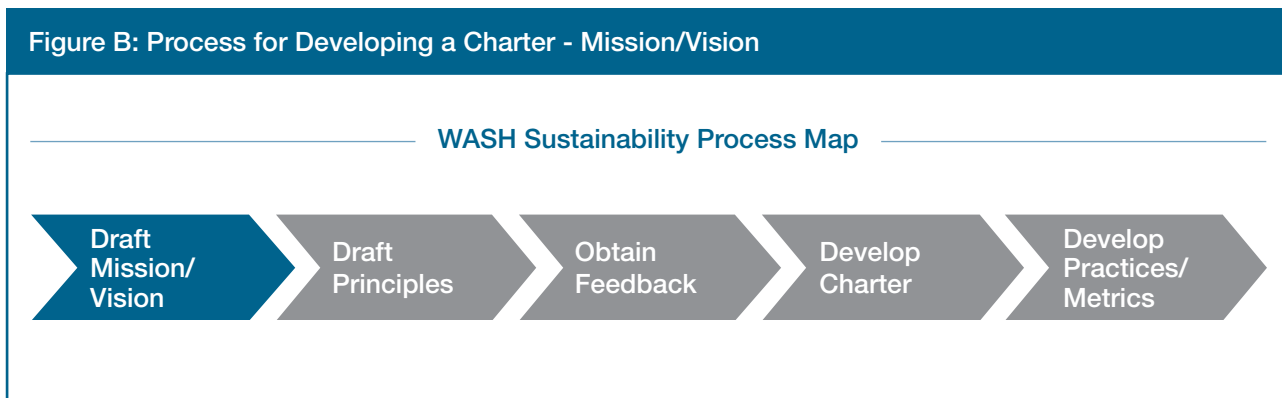 Figure B: Process for Developing a Charter - Mission/Vision
WASH Sustainability Process Map
Draft
Mission/
Vision
Draft
Principles
Obtain
Feedback
Develop
Charter
Develop
Practices/
Metrics